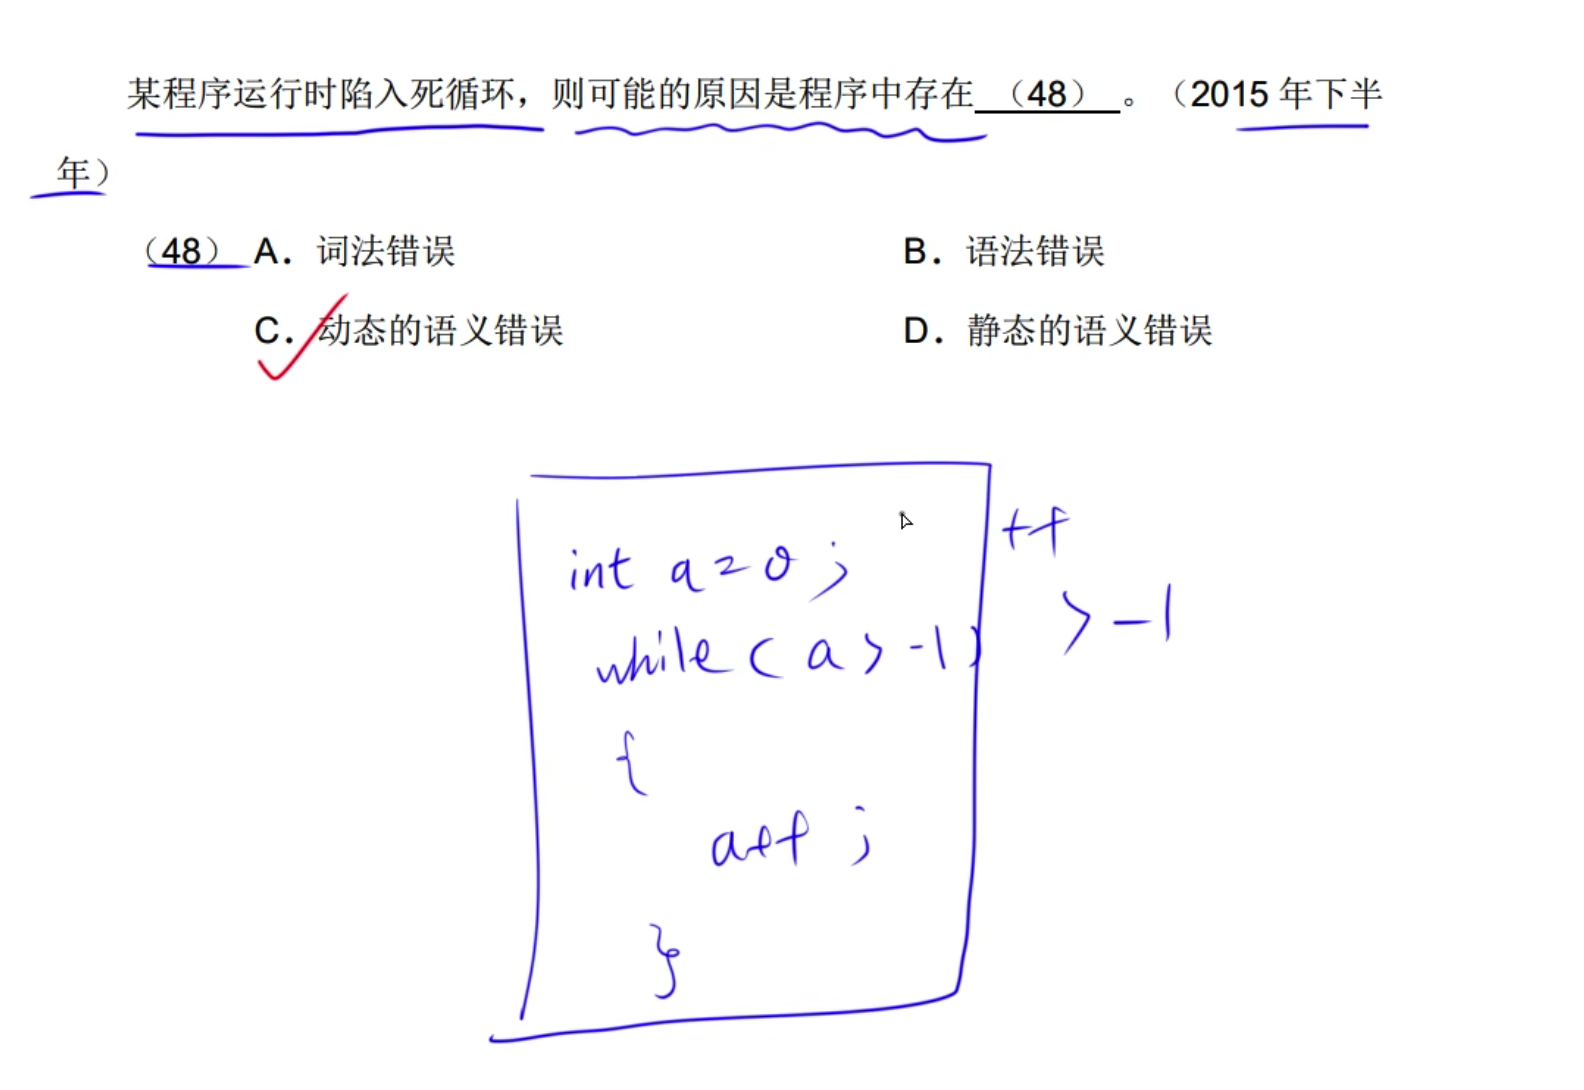 某程序运行时陷入死循环，则可能的原因是程序中存在（48）。（2015 年下半
年）
（48） A．词法错误 B．语法错误
C．动态的语义错误 D．静态的语义错误
int a=0;
++
while(a>-1)
>-1
{
a++;
}